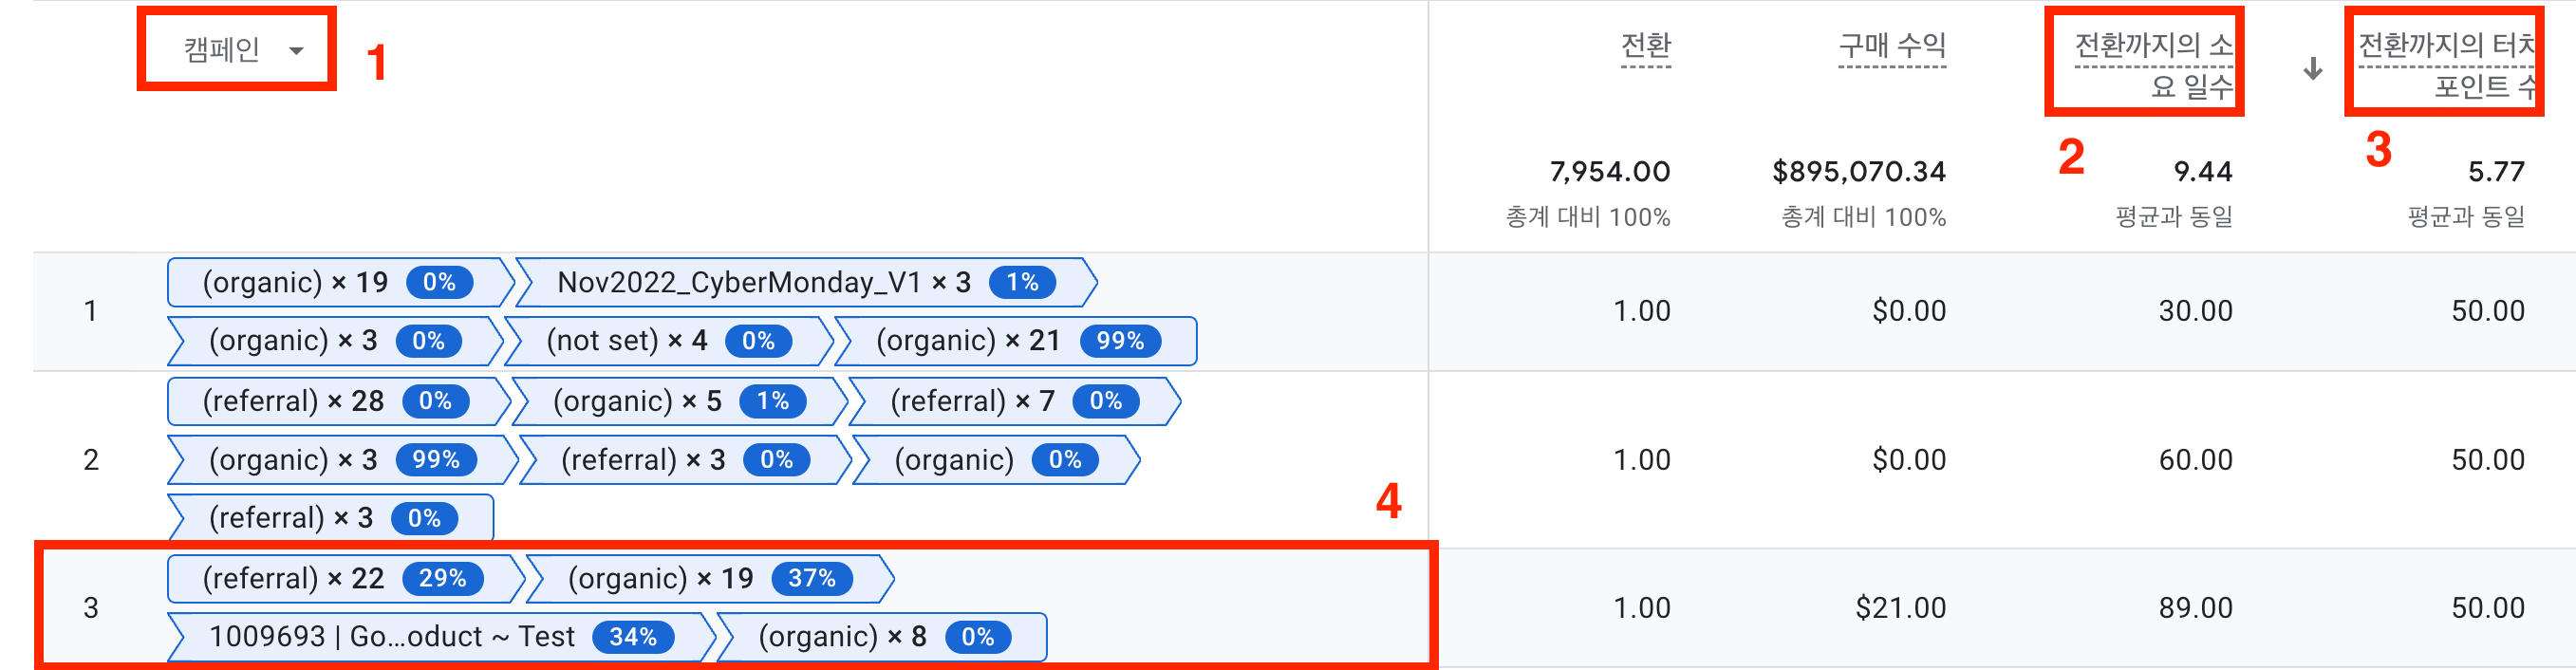 캠페인
1
전환
구매 수익
전환까지의 소
요 일수
전환까지의 터치
포인트 수
2
3
7,954.00
$895,070.34
9.44
5.77
총계 대비 100%
총계 대비 100%
평균과 동일
평균과 동일
1
(organic) × 19 0% Nov2022_CyberMonday_V1 × 3 1%
(organic) × 3 0% (not set) × 4 0% (organic) × 21 99%
1.00
$0.00
30.00
50.00
2
(referral) × 28 0% (organic) × 5 1% (referral) × 7 0%
(organic) × 3 99% (referral) × 3 0% (organic) 0%
(referral) × 3 0%
1.00
$0.00
60.00
50.00
4
3
(referral) × 22 29% (organic) × 19 37%
1009693 | Go...oduct ~ Test 34% (organic) × 8 0%
1.00
$21.00
89.00
50.00